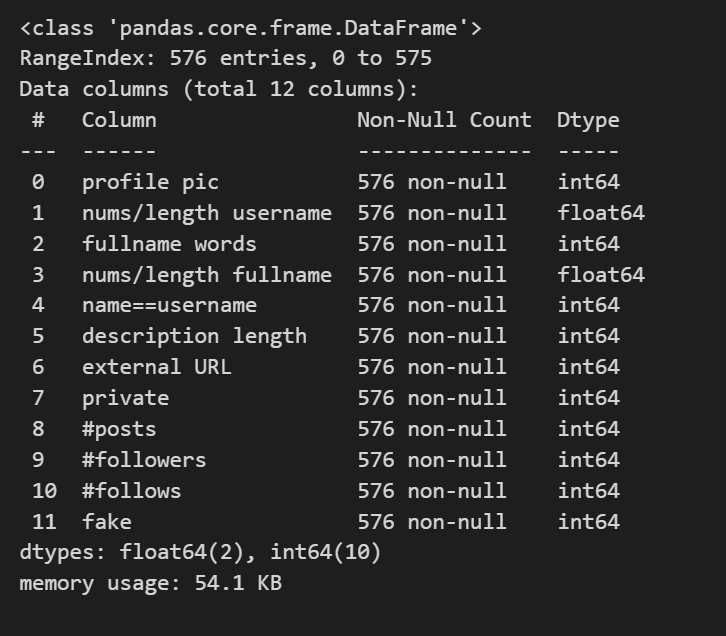 <class 'pandas.core.frame.DataFrame'>
RangeIndex: 576 entries, 0 to 575
Data columns (total 12 columns):
 #   Column                Non-Null Count  Dtype
---  ------                --------------  -----
 0   profile pic           576 non-null    int64
 1   nums/length username  576 non-null    float64
 2   fullname words        576 non-null    int64
 3   nums/length fullname  576 non-null    float64
 4   name==username        576 non-null    int64
 5   description length    576 non-null    int64
 6   external URL          576 non-null    int64
 7   private               576 non-null    int64
 8   #posts                576 non-null    int64
 9   #followers            576 non-null    int64
 10  #follows              576 non-null    int64
 11  fake                  576 non-null    int64
dtypes: float64(2), int64(10)
memory usage: 54.1 KB